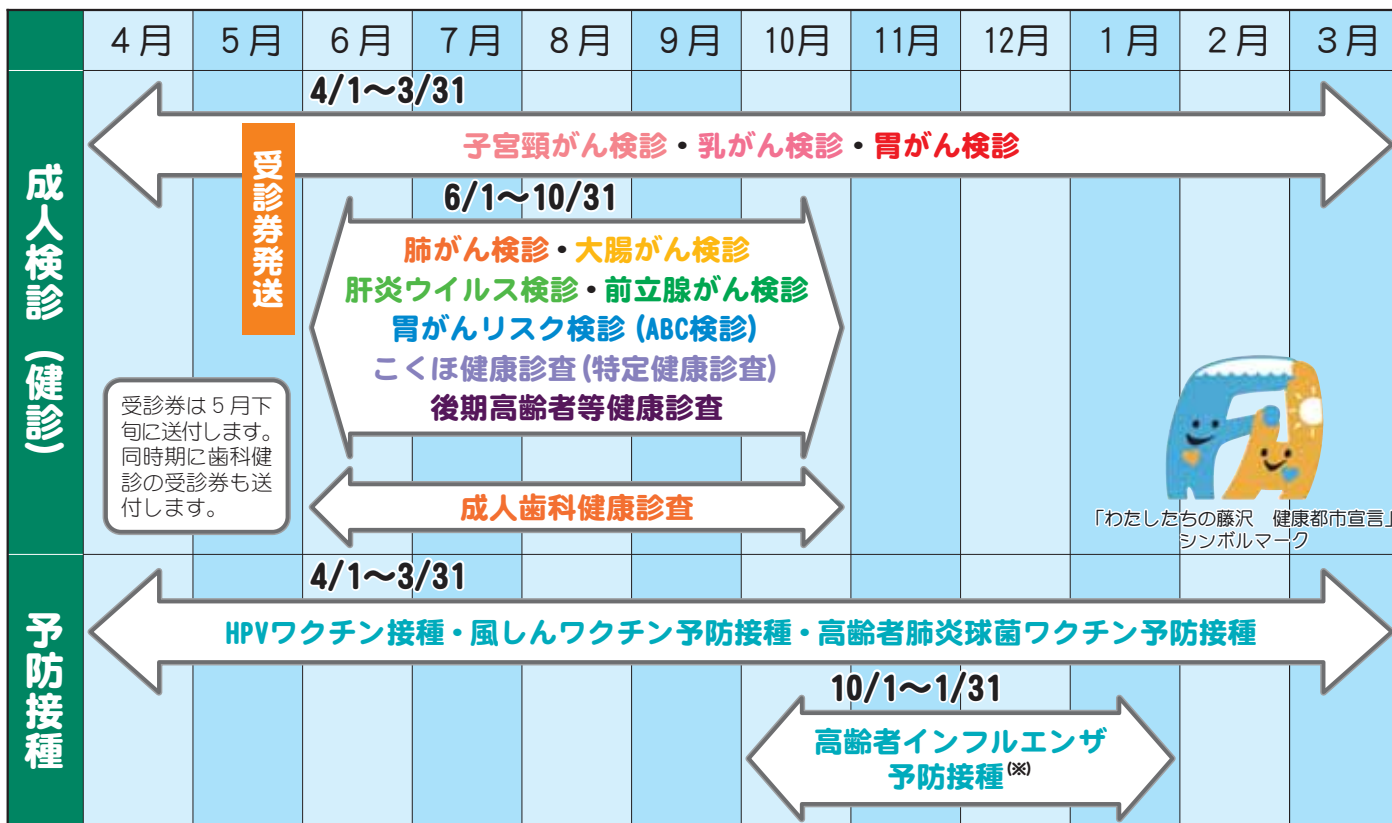 4月 5月 6月 7月 8月 9月 10月 11月 12月 1月 2月 3月
成人検診(健診)
4/1〜3/31
子宮頸がん検診・乳がん検診・胃がん検診
受診券発送
6/1〜10/31
肺がん検診・大腸がん検診
肝炎ウイルス検診・前立腺がん検診
胃がんリスク検診(ABC検診)
こくほ健康診査(特定健康診査)
後期高齢者等健康診査
受診券は5月下
旬に送付します。
同時期に歯科健
診の受診券も送
付します。
成人歯科健康診査
「わたしたちの藤沢 健康都市宣言」
シンボルマーク
予防接種
4/1〜3/31
HPVワクチン接種・風しんワクチン予防接種・高齢者肺炎球菌ワクチン予防接種
10/1〜1/31
高齢者インフルエンザ
予防接種(※)